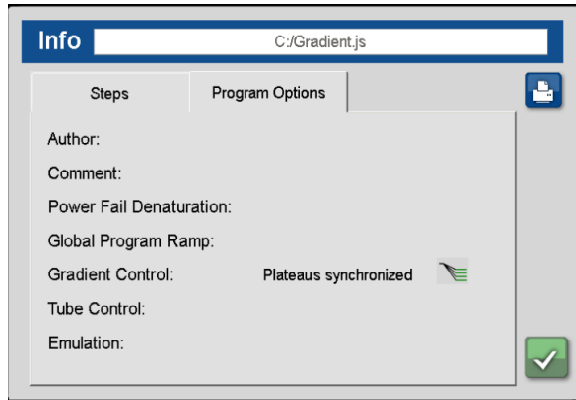 Info C:/Gradient.js
Steps Program Options
Author:
Comment:
Power Fail Denaturation:
Global Program Ramp:
Gradient Control: Plateaus synchronized
Tube Control:
Emulation: